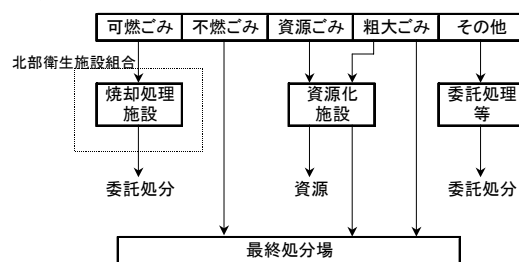 可燃ごみ 不燃ごみ 資源ごみ 粗大ごみ その他
北部衛生施設組合
焼却処理
施設
資源化
施設
委託処理
等
委託処分 資源 委託処分
最終処分場